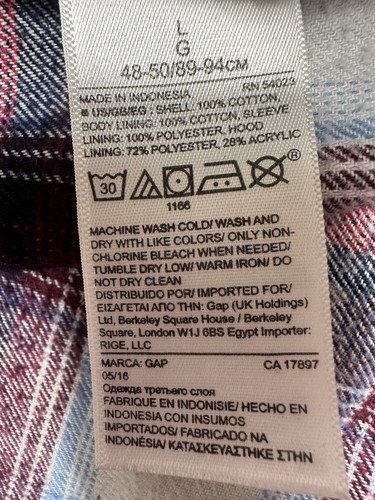 L
G
48-50/89-94CM
MADE IN INDONESIA RN 54023
# US/GB/EG: SHELL: 100% COTTON,
BODY LINING: 100% COTTON, SLEEVE
LINING: 100% POLYESTER, HOOD
LINING: 72% POLYESTER, 28% ACRYLIC
30
®
1166
MACHINE WASH COLD/ WASH AND
DRY WITH LIKE COLORS/ ONLY NON-
CHLORINE BLEACH WHEN NEEDED/
TUMBLE DRY LOW/ WARM IRON/ DO
NOT DRY CLEAN
DISTRIBUIDO POR/ IMPORTED FOR/
ΕΙΣΑΓΕΤΑΙ ΑΠΟ ΤΗΝ: Gap (UK Holdings)
Ltd, Berkeley Square House / Berkeley
Square, London W1J 6BS Egypt Importer:
RIGE, LLC
MARCA: GAP CA 17897
05/16
Одежда третьего слоя
FABRIQUE EN INDONISIE/ HECHO EN
INDONESIA CON INSUMOS
IMPORTADOS/ FABRICADO NA
INDONÉSIA/ ΚΑΤΑΣΚΕΥΑΣΤΗΚΕ ΣΤΗΝ